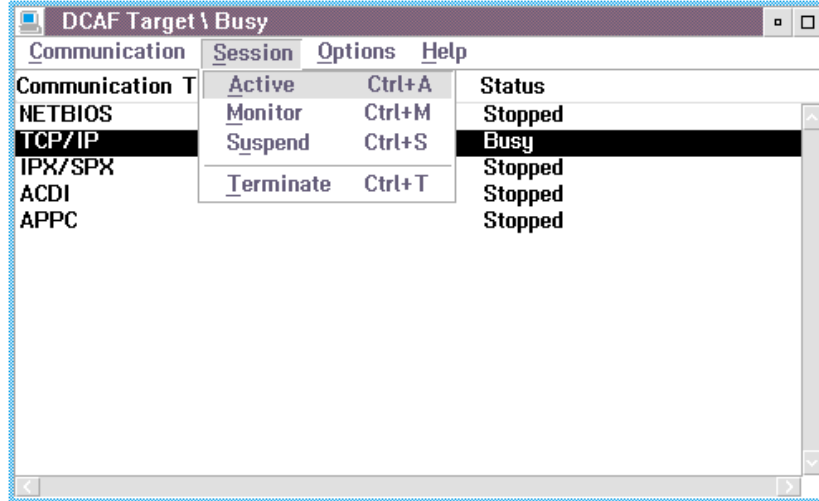 DCAF Target \ Busy
Communication Session Options Help
Communication T Status
Active Ctrl+A
Monitor Ctrl+M
Suspend Ctrl+S
Terminate Ctrl+T
NETBIOS Stopped
TCP/IP Busy
IPX/SPX Stopped
ACDI Stopped
APPC Stopped